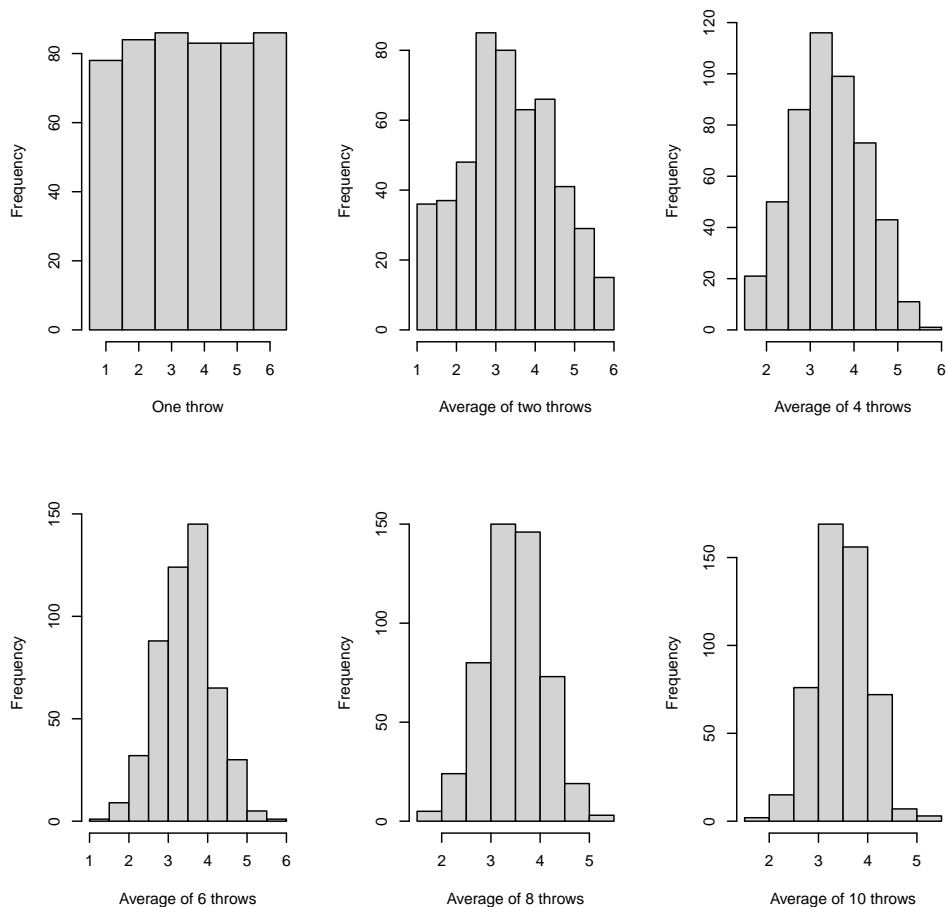 Frequency
0 20 40 60 80
1 2 3 4 5 6
One throw
Frequency
0 20 40 60 80
1 2 3 4 5 6
Average of two throws
Frequency
0 20 40 60 80 100 120
2 3 4 5 6
Average of 4 throws
Frequency
0 50 100 150
1 2 3 4 5 6
Average of 6 throws
Frequency
0 50 100 150
2 3 4 5
Average of 8 throws
Frequency
0 50 100 150
2 3 4 5
Average of 10 throws